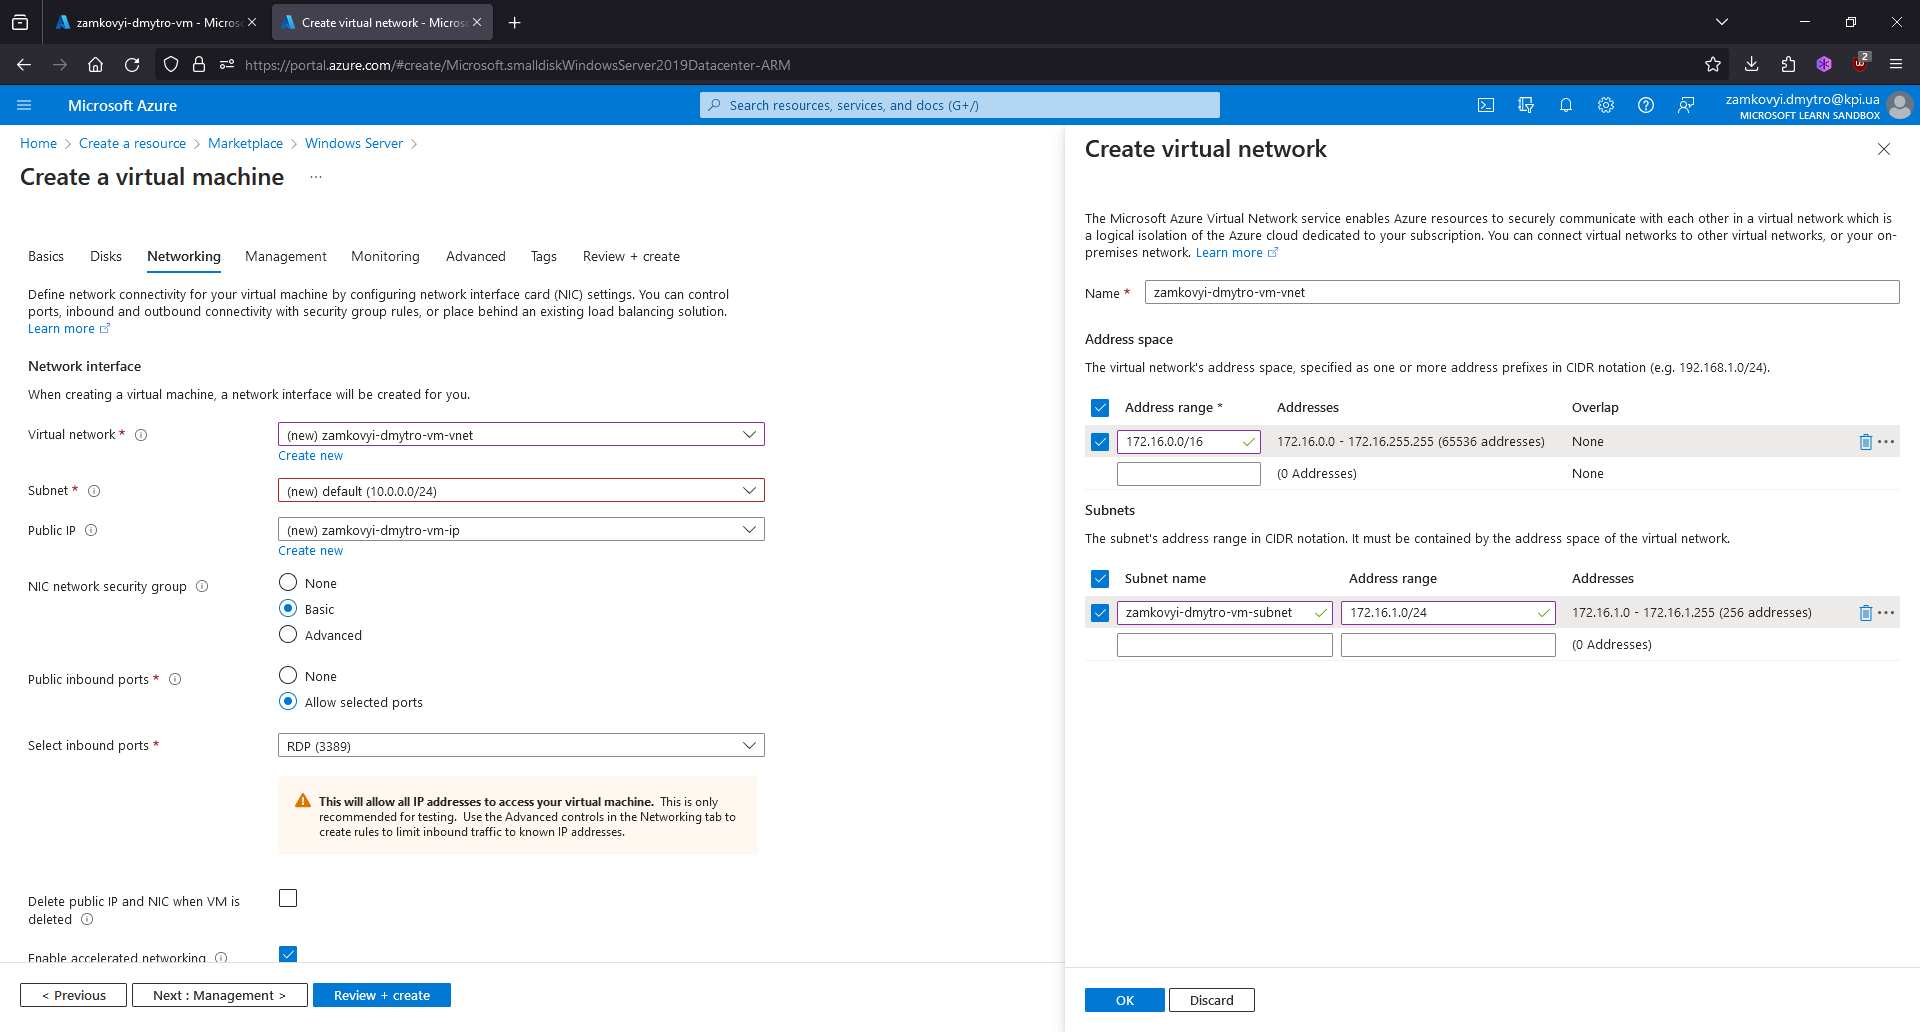 zamkovyi-dmytro-vm - Micros
Create virtual network - Micros
https://portal.azure.com/#create/Microsoft.smalldiskWindowsServer2019Datacenter-ARM
2
Microsoft Azure
Search resources, services, and docs (G+/)
zamkovyi.dmytro@kpi.ua
MICROSOFT LEARN SANDBOX
Home > Create a resource > Marketplace > Windows Server >
Create a virtual machine ...
Basics Disks Networking Management Monitoring Advanced Tags Review + create
Define network connectivity for your virtual machine by configuring network interface card (NIC) settings. You can control
ports, inbound and outbound connectivity with security group rules, or place behind an existing load balancing solution.
Learn more
Network interface
When creating a virtual machine, a network interface will be created for you.
Virtual network * (new) zamkovyi-dmytro-vm-vnet
Create new
Subnet * (new) default (10.0.0.0/24)
Public IP (new) zamkovyi-dmytro-vm-ip
Create new
NIC network security group None
Basic
Advanced
Public inbound ports * None
Allow selected ports
Select inbound ports * RDP (3389)
This will allow all IP addresses to access your virtual machine. This is only
recommended for testing. Use the Advanced controls in the Networking tab to
create rules to limit inbound traffic to known IP addresses.
Delete public IP and NIC when VM is
deleted
Enable accelerated networking
< Previous Next : Management > Review + create
Create virtual network
The Microsoft Azure Virtual Network service enables Azure resources to securely communicate with each other in a virtual network which is
a logical isolation of the Azure cloud dedicated to your subscription. You can connect virtual networks to other virtual networks, or your on-
premises network. Learn more
Name * zamkovyi-dmytro-vm-vnet
Address space
The virtual network's address space, specified as one or more address prefixes in CIDR notation (e.g. 192.168.1.0/24).
Address range * Addresses Overlap
172.16.0.0/16 172.16.0.0 - 172.16.255.255 (65536 addresses) None
(0 Addresses) None
Subnets
The subnet's address range in CIDR notation. It must be contained by the address space of the virtual network.
Subnet name Address range Addresses
zamkovyi-dmytro-vm-subnet 172.16.1.0/24 172.16.1.0 - 172.16.1.255 (256 addresses)
(0 Addresses)
OK Discard